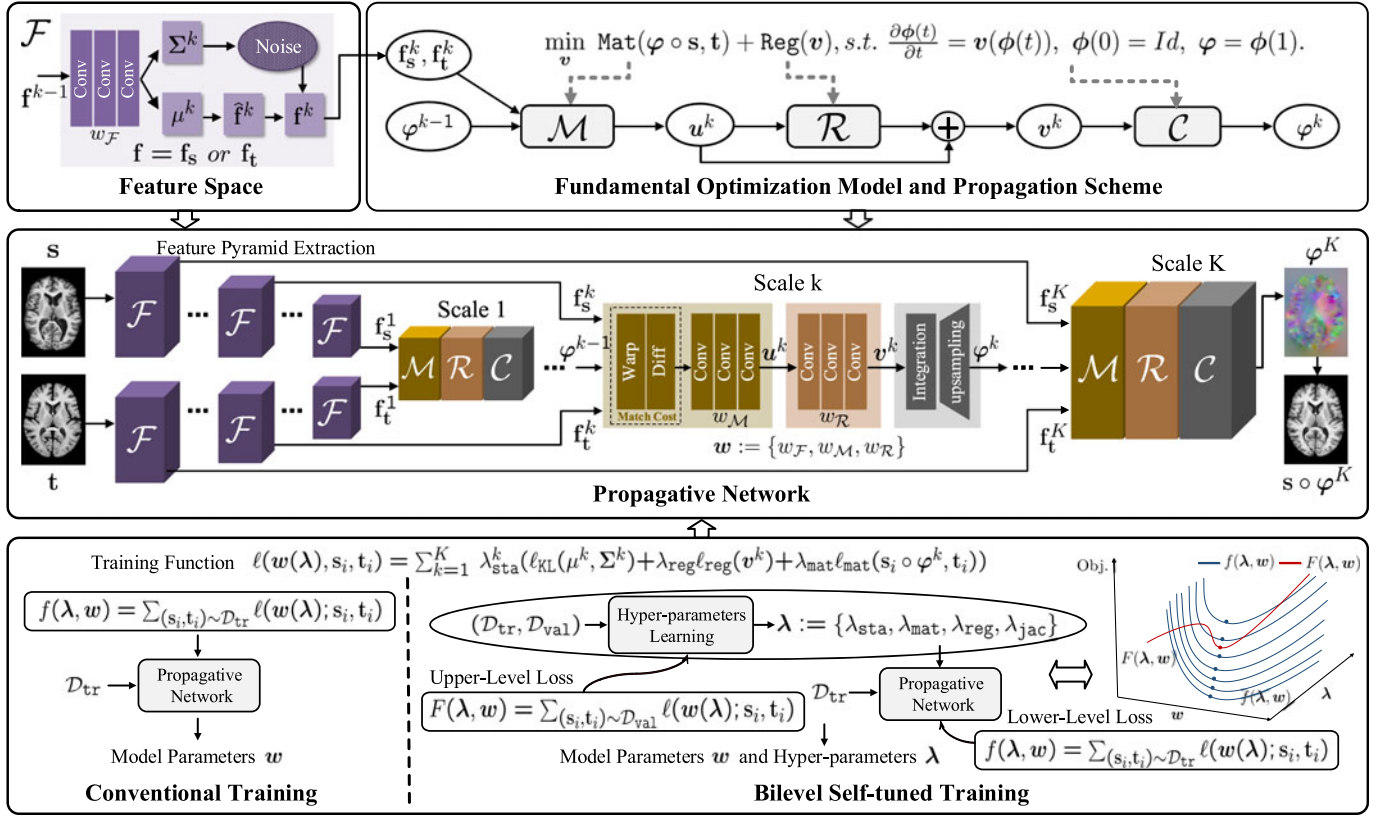 𝓕
f^{k-1}
Conv Conv Conv
w_𝓕
Σ^k
Noise
μ^k
f̂^k
f^k
f = f_s or f_t
Feature Space
f_s^k, f_t^k
min_v Mat(φ ∘ s, t) + Reg(v), s.t. ∂ϕ(t)/∂t = v(ϕ(t)), ϕ(0) = Id, φ = ϕ(1).
φ^{k-1}
𝓜
u^k
𝓡
+
v^k
𝓒
φ^k
Fundamental Optimization Model and Propagation Scheme
s
Feature Pyramid Extraction
𝓕 ... 𝓕 ... 𝓕
f_s^1
Scale 1
𝓜 𝓡 𝓒
f_t^1
𝓕 ... 𝓕 ... 𝓕
t
f_s^k
φ^{k-1}
...
f_t^k
Scale k
Warp
Diff
Match Cost
Conv Conv Conv
w_𝓜
u^k
Conv Conv Conv
w_𝓡
v^k
Integration
upsampling
φ^k
...
w := {w_𝓕, w_𝓜, w_𝓡}
f_s^K
f_t^K
Scale K
𝓜 𝓡 𝓒
φ^K
s ∘ φ^K
Propagative Network
Training Function ℓ(w(λ), s_i, t_i) = Σ_{k=1}^K λ_sta^k(ℓ_KL(μ^k, Σ^k)+λ_reg ℓ_reg(v^k)+λ_mat ℓ_mat(s_i ∘ φ^k, t_i))
f(λ, w) = Σ_{(s_i,t_i)∼𝒟_tr} ℓ(w(λ); s_i, t_i)
𝒟_tr
Propagative
Network
Model Parameters w
Conventional Training
(𝒟_tr, 𝒟_val)
Hyper-parameters
Learning
λ := {λ_sta, λ_mat, λ_reg, λ_jac}
Upper-Level Loss
F(λ, w) = Σ_{(s_i,t_i)∼𝒟_val} ℓ(w(λ); s_i, t_i)
𝒟_tr
Propagative
Network
Lower-Level Loss
f(λ, w) = Σ_{(s_i,t_i)∼𝒟_tr} ℓ(w(λ); s_i, t_i)
Model Parameters w and Hyper-parameters λ
Bilevel Self-tuned Training
Obj.
f(λ, w) F(λ, w)
F(λ, w)
f(λ, w)
w
λ